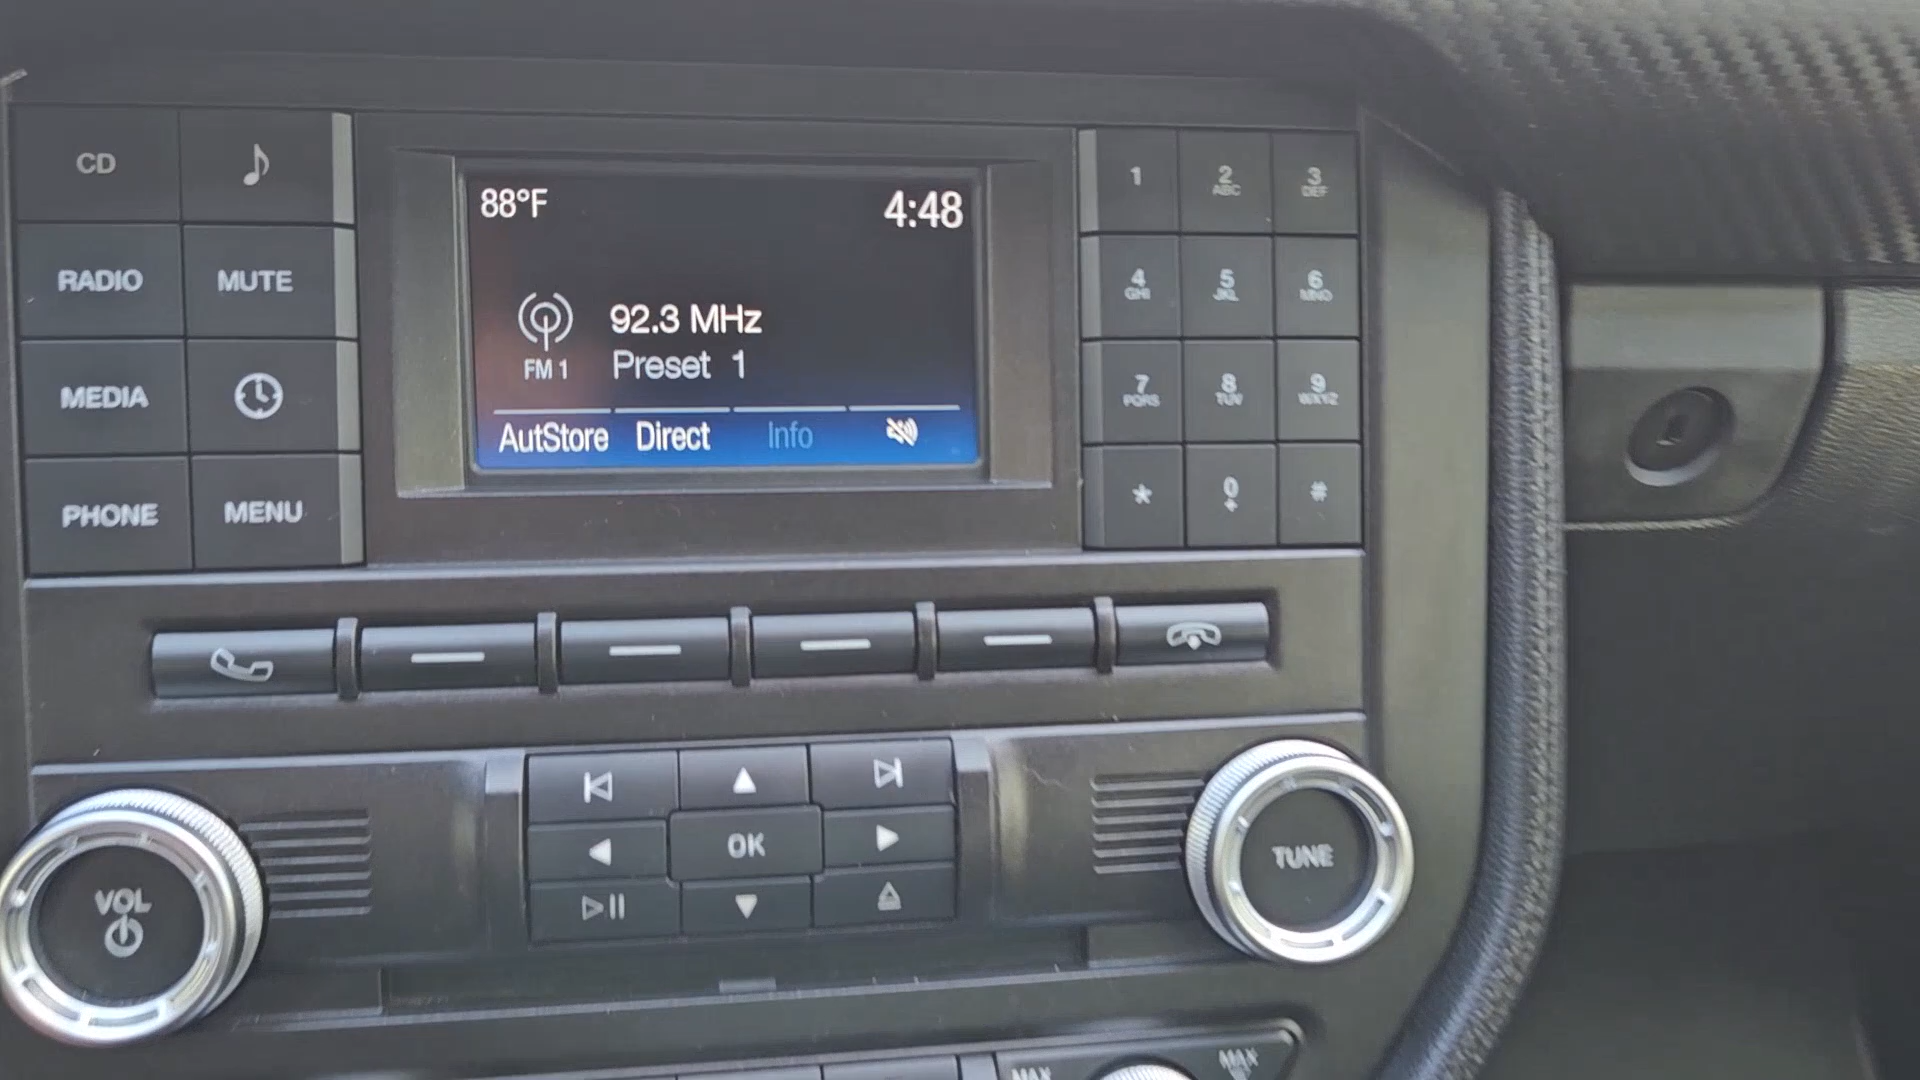 CD
RADIO
MUTE
MEDIA
PHONE
MENU
88°F
4:48
FM 1
92.3 MHz
Preset 1
AutStore Direct Info
1
2 ABC
3 DEF
4 GHI
5 JKL
6 MNO
7 PQRS
8 TUV
9 WXYZ
*
0 +
#
VOL
OK
TUNE
MAX
MAX